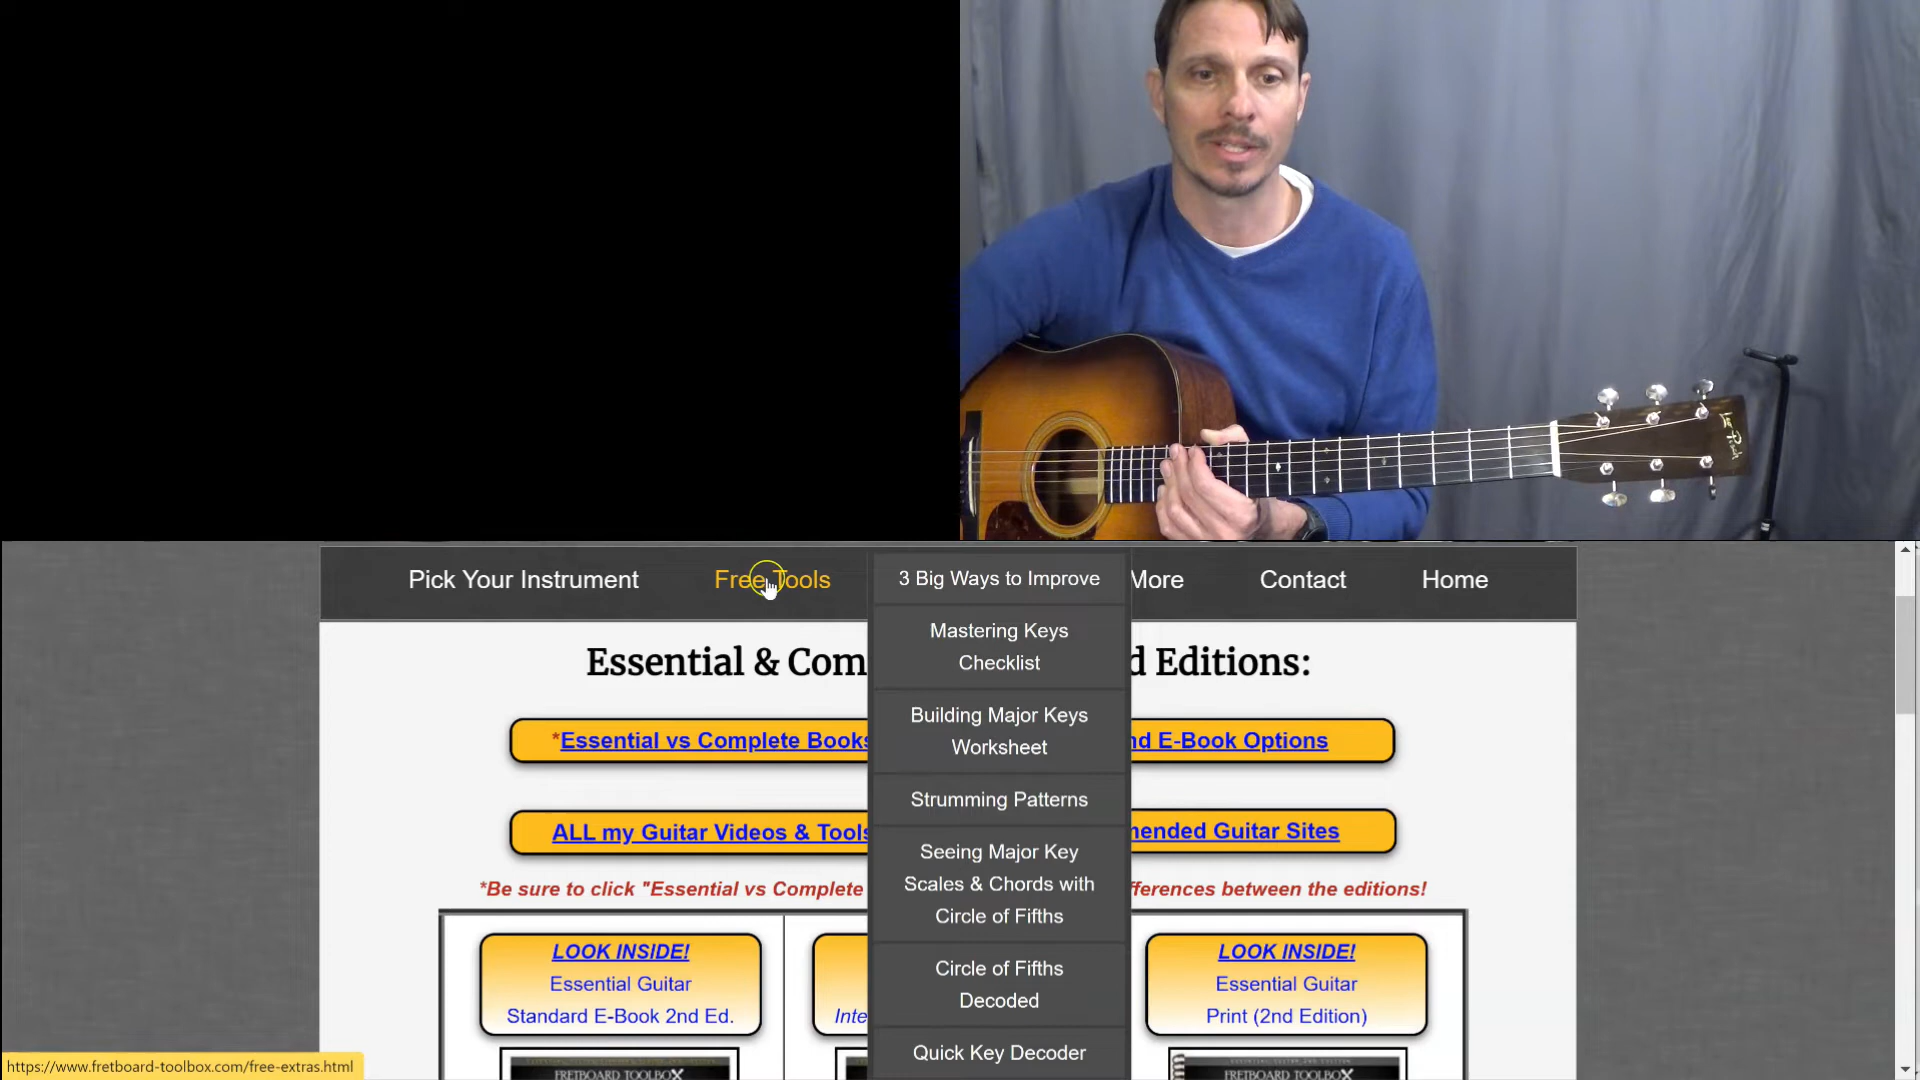 Pick Your Instrument
Free Tools
More
Contact
Home
3 Big Ways to Improve
Mastering Keys
Checklist
Building Major Keys
Worksheet
Strumming Patterns
Seeing Major Key
Scales & Chords with
Circle of Fifths
Circle of Fifths
Decoded
Quick Key Decoder
Essential & Com d Editions:
*Essential vs Complete Books
nd E-Book Options
ALL my Guitar Videos & Tools
mended Guitar Sites
*Be sure to click "Essential vs Complete fferences between the editions!
LOOK INSIDE!
Essential Guitar
Standard E-Book 2nd Ed.
Inte
LOOK INSIDE!
Essential Guitar
Print (2nd Edition)
FRETBOARD TOOLBOX
FRETBOARD TOOLBOX
https://www.fretboard-toolbox.com/free-extras.html